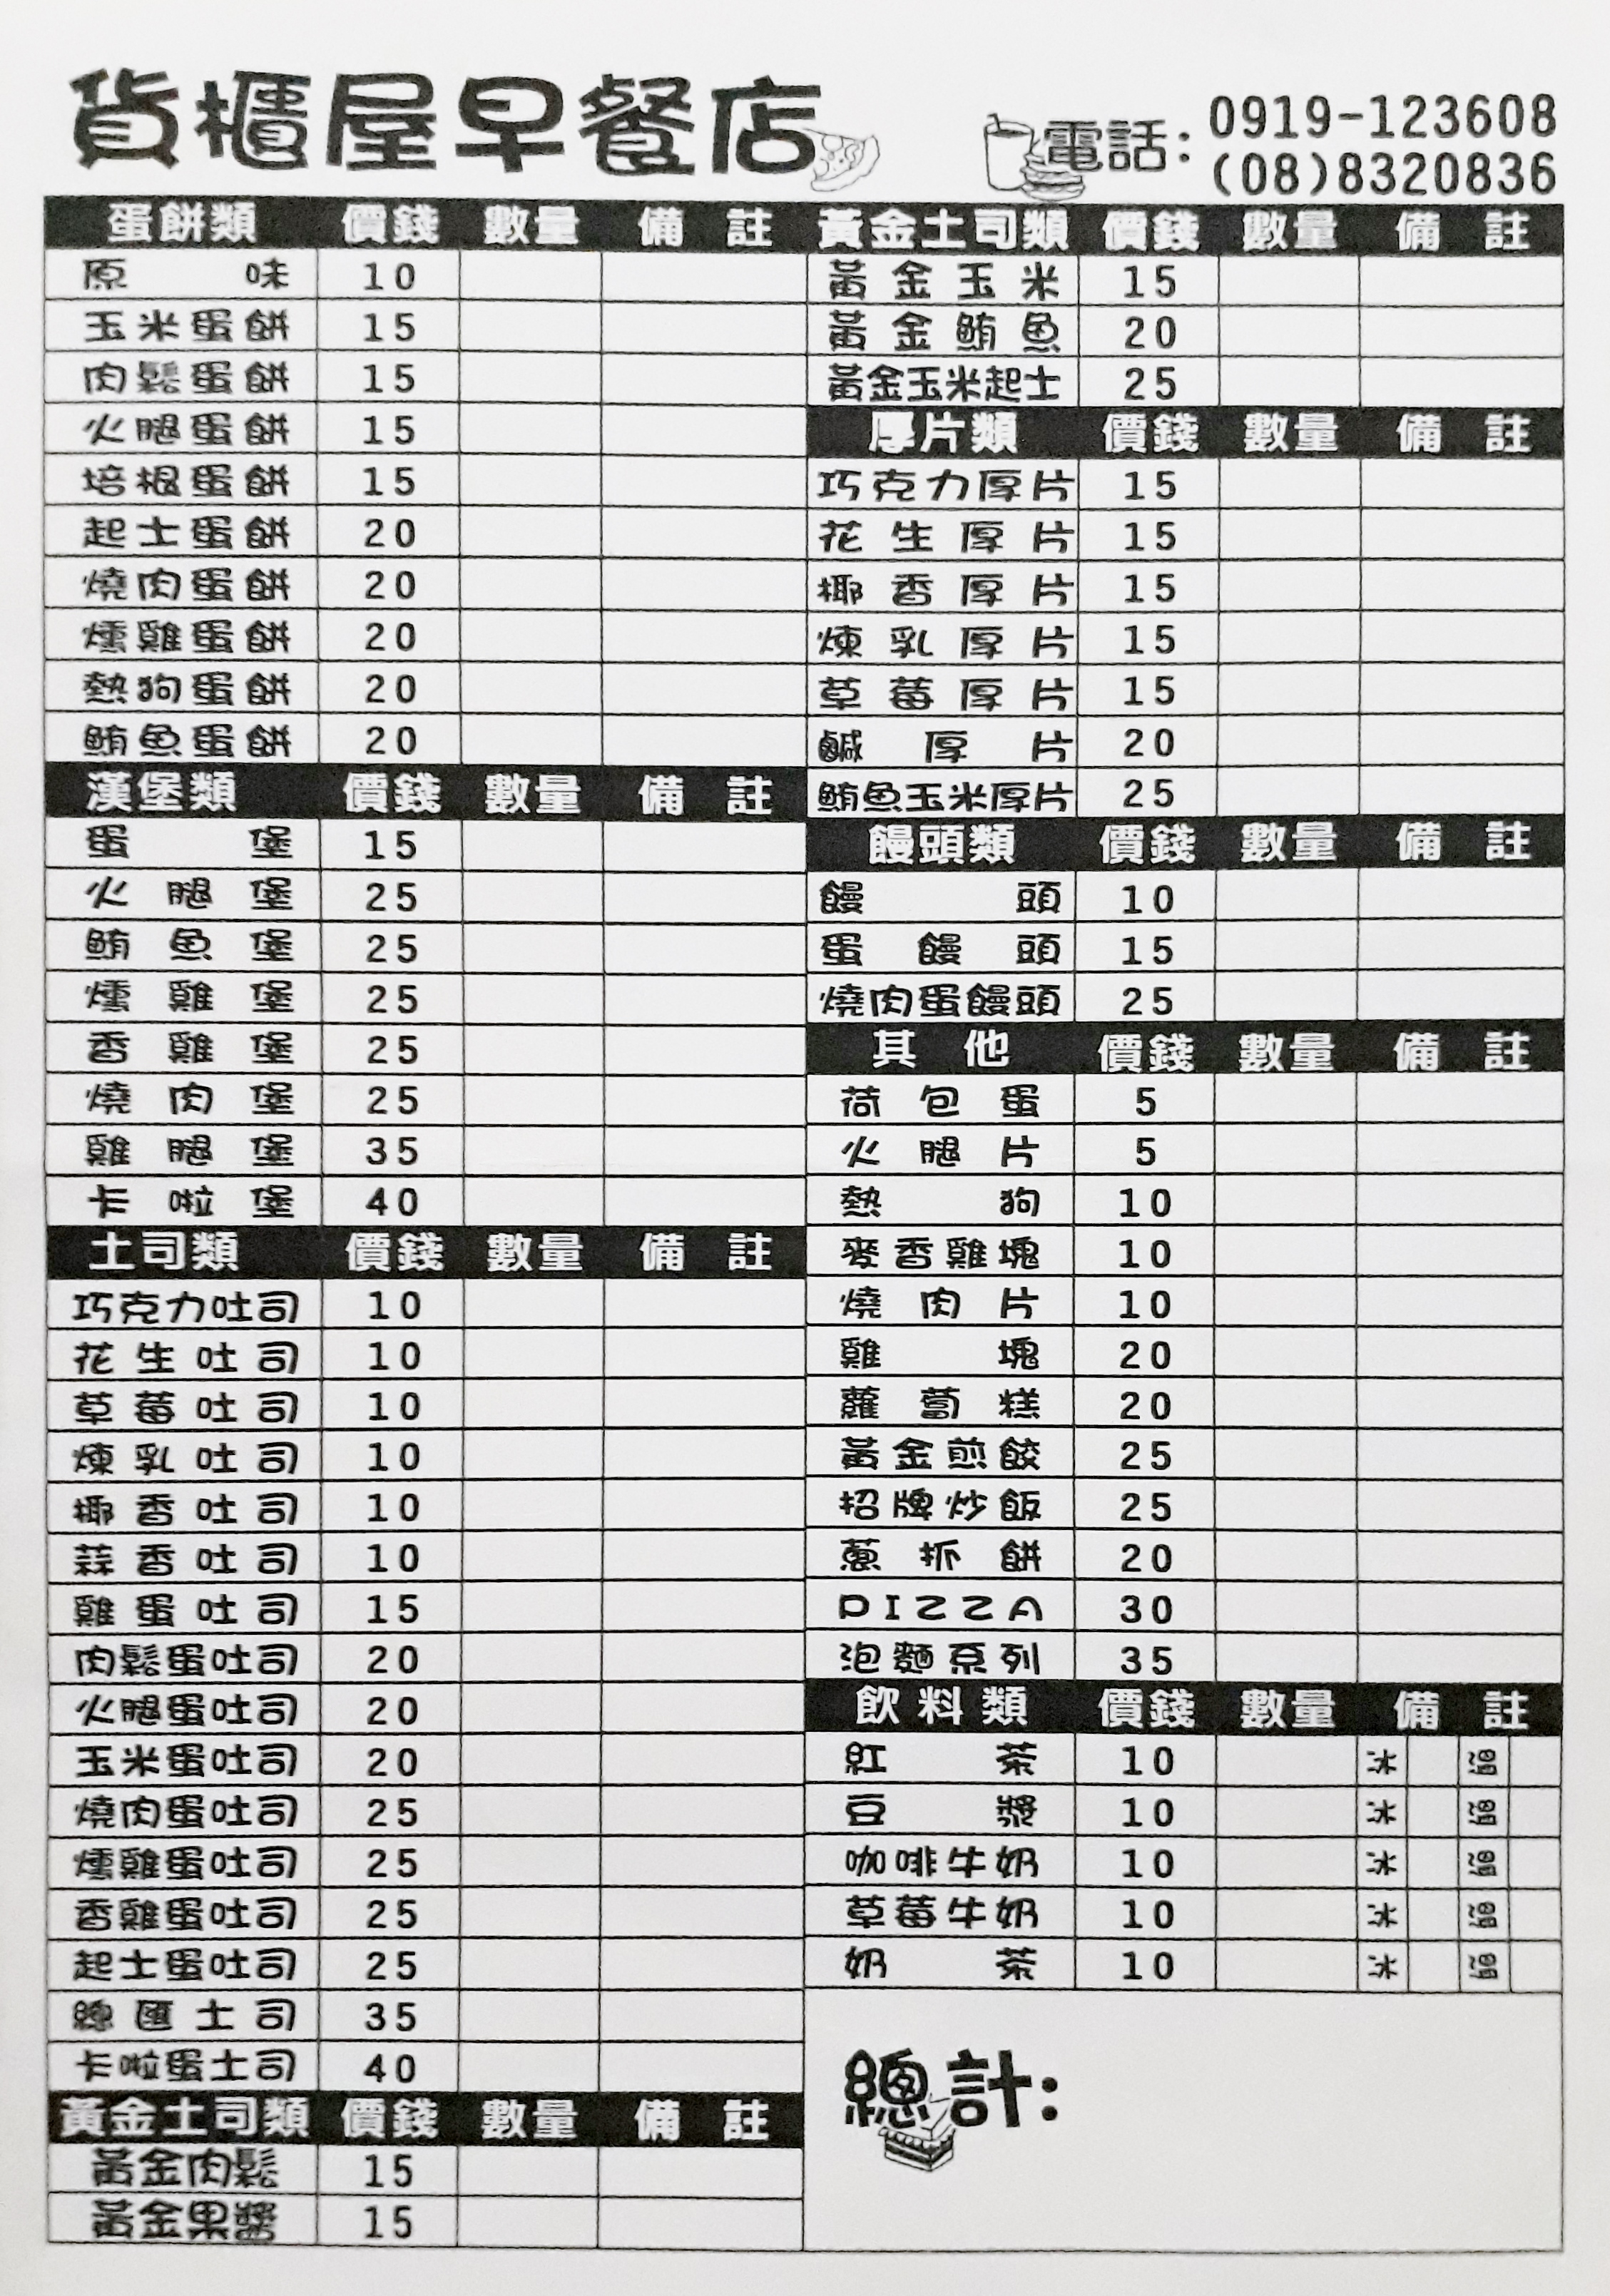 貨櫃屋早餐店
電話:0919-123608
(08)8320836
蛋餅類 價錢 數量 備註
原味 10
玉米蛋餅 15
肉鬆蛋餅 15
火腿蛋餅 15
培根蛋餅 15
起士蛋餅 20
燒肉蛋餅 20
燻雞蛋餅 20
熱狗蛋餅 20
鮪魚蛋餅 20
漢堡類 價錢 數量 備註
蛋堡 15
火腿堡 25
鮪魚堡 25
燻雞堡 25
香雞堡 25
燒肉堡 25
雞腿堡 35
卡啦堡 40
土司類 價錢 數量 備註
巧克力吐司 10
花生吐司 10
草莓吐司 10
煉乳吐司 10
椰香吐司 10
蒜香吐司 10
雞蛋吐司 15
肉鬆蛋吐司 20
火腿蛋吐司 20
玉米蛋吐司 20
燒肉蛋吐司 25
燻雞蛋吐司 25
香雞蛋吐司 25
起士蛋吐司 25
總匯土司 35
卡啦蛋土司 40
黃金土司類 價錢 數量 備註
黃金肉鬆 15
黃金果醬 15
黃金土司類 價錢 數量 備註
黃金玉米 15
黃金鮪魚 20
黃金玉米起士 25
厚片類 價錢 數量 備註
巧克力厚片 15
花生厚片 15
椰香厚片 15
煉乳厚片 15
草莓厚片 15
鹹厚片 20
鮪魚玉米厚片 25
饅頭類 價錢 數量 備註
饅頭 10
蛋饅頭 15
燒肉蛋饅頭 25
其他 價錢 數量 備註
荷包蛋 5
火腿片 5
熱狗 10
麥香雞塊 10
燒肉片 10
雞塊 20
蘿蔔糕 20
黃金煎餃 25
招牌炒飯 25
蔥抓餅 20
PIZZA 30
泡麵系列 35
飲料類 價錢 數量 備註
紅茶 10 冰 溫
豆漿 10 冰 溫
咖啡牛奶 10 冰 溫
草莓牛奶 10 冰 溫
奶茶 10 冰 溫
總計: